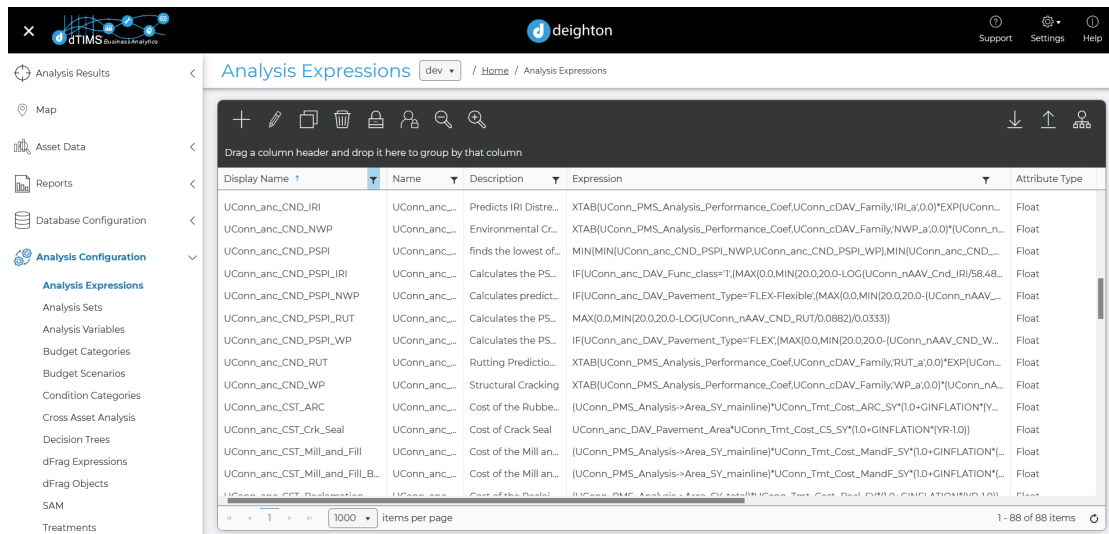 dTIMS Business Analytics
deighton
Support
Settings
Help
Analysis Results
Map
Asset Data
Reports
Database Configuration
Analysis Configuration
Analysis Expressions
Analysis Sets
Analysis Variables
Budget Categories
Budget Scenarios
Condition Categories
Cross Asset Analysis
Decision Trees
dFrag Expressions
dFrag Objects
SAM
Treatments
Analysis Expressions dev / Home / Analysis Expressions
Drag a column header and drop it here to group by that column
Display Name ↑ Name Description Expression Attribute Type
UConn_anc_CND_IRI UConn_anc_... Predicts IRI Distre... XTAB(UConn_PMS_Analysis_Performance_Coef,UConn_cDAV_Family,'IRI_a',0.0)*EXP(UConn... Float
UConn_anc_CND_NWP UConn_anc_... Environmental Cr... XTAB(UConn_PMS_Analysis_Performance_Coef,UConn_cDAV_Family,'NWP_a',0.0)*(UConn_n... Float
UConn_anc_CND_PSPI UConn_anc_... finds the lowest of... MIN(MIN(UConn_anc_CND_PSPI_NWP,UConn_anc_CND_PSPI_WP),MIN(UConn_anc_CND_... Float
UConn_anc_CND_PSPI_IRI UConn_anc_... Calculates the PS... IF(UConn_anc_DAV_Func_class='1',(MAX(0.0,MIN(20.0,20.0-LOG(UConn_nAAV_Cnd_IRI/58.48... Float
UConn_anc_CND_PSPI_NWP UConn_anc_... Calculates predict... IF(UConn_anc_DAV_Pavement_Type='FLEX-Flexible',(MAX(0.0,MIN(20.0,20.0-(UConn_nAAV_... Float
UConn_anc_CND_PSPI_RUT UConn_anc_... Calculates the PS... MAX(0.0,MIN(20.0,20.0-LOG(UConn_nAAV_CND_RUT/0.0882)/0.0333)) Float
UConn_anc_CND_PSPI_WP UConn_anc_... Calculates the PS... IF(UConn_anc_DAV_Pavement_Type='FLEX',(MAX(0.0,MIN(20.0,20.0-(UConn_nAAV_CND_W... Float
UConn_anc_CND_RUT UConn_anc_... Rutting Predictio... XTAB(UConn_PMS_Analysis_Performance_Coef,UConn_cDAV_Family,'RUT_a',0.0)*EXP(UCon... Float
UConn_anc_CND_WP UConn_anc_... Structural Cracking XTAB(UConn_PMS_Analysis_Performance_Coef,UConn_cDAV_Family,'WP_a',0.0)*(UConn_nA... Float
UConn_anc_CST_ARC UConn_anc_... Cost of the Rubbe... (UConn_PMS_Analysis->Area_SY_mainline)*UConn_Tmt_Cost_ARC_SY*(1.0+GINFLATION*(Y... Float
UConn_anc_CST_Crk_Seal UConn_anc_... Cost of Crack Seal UConn_anc_DAV_Pavement_Area*UConn_Tmt_Cost_CS_SY*(1.0+GINFLATION*(YR-1.0)) Float
UConn_anc_CST_Mill_and_Fill UConn_anc_... Cost of the Mill an... (UConn_PMS_Analysis->Area_SY_mainline)*UConn_Tmt_Cost_MandF_SY*(1.0+GINFLATION*(... Float
UConn_anc_CST_Mill_and_Fill_B... UConn_anc_... Cost of the Mill an... (UConn_PMS_Analysis->Area_SY_mainline)*UConn_Tmt_Cost_MandF_SY*(1.0+GINFLATION*(... Float
1 1000 items per page 1 - 88 of 88 items